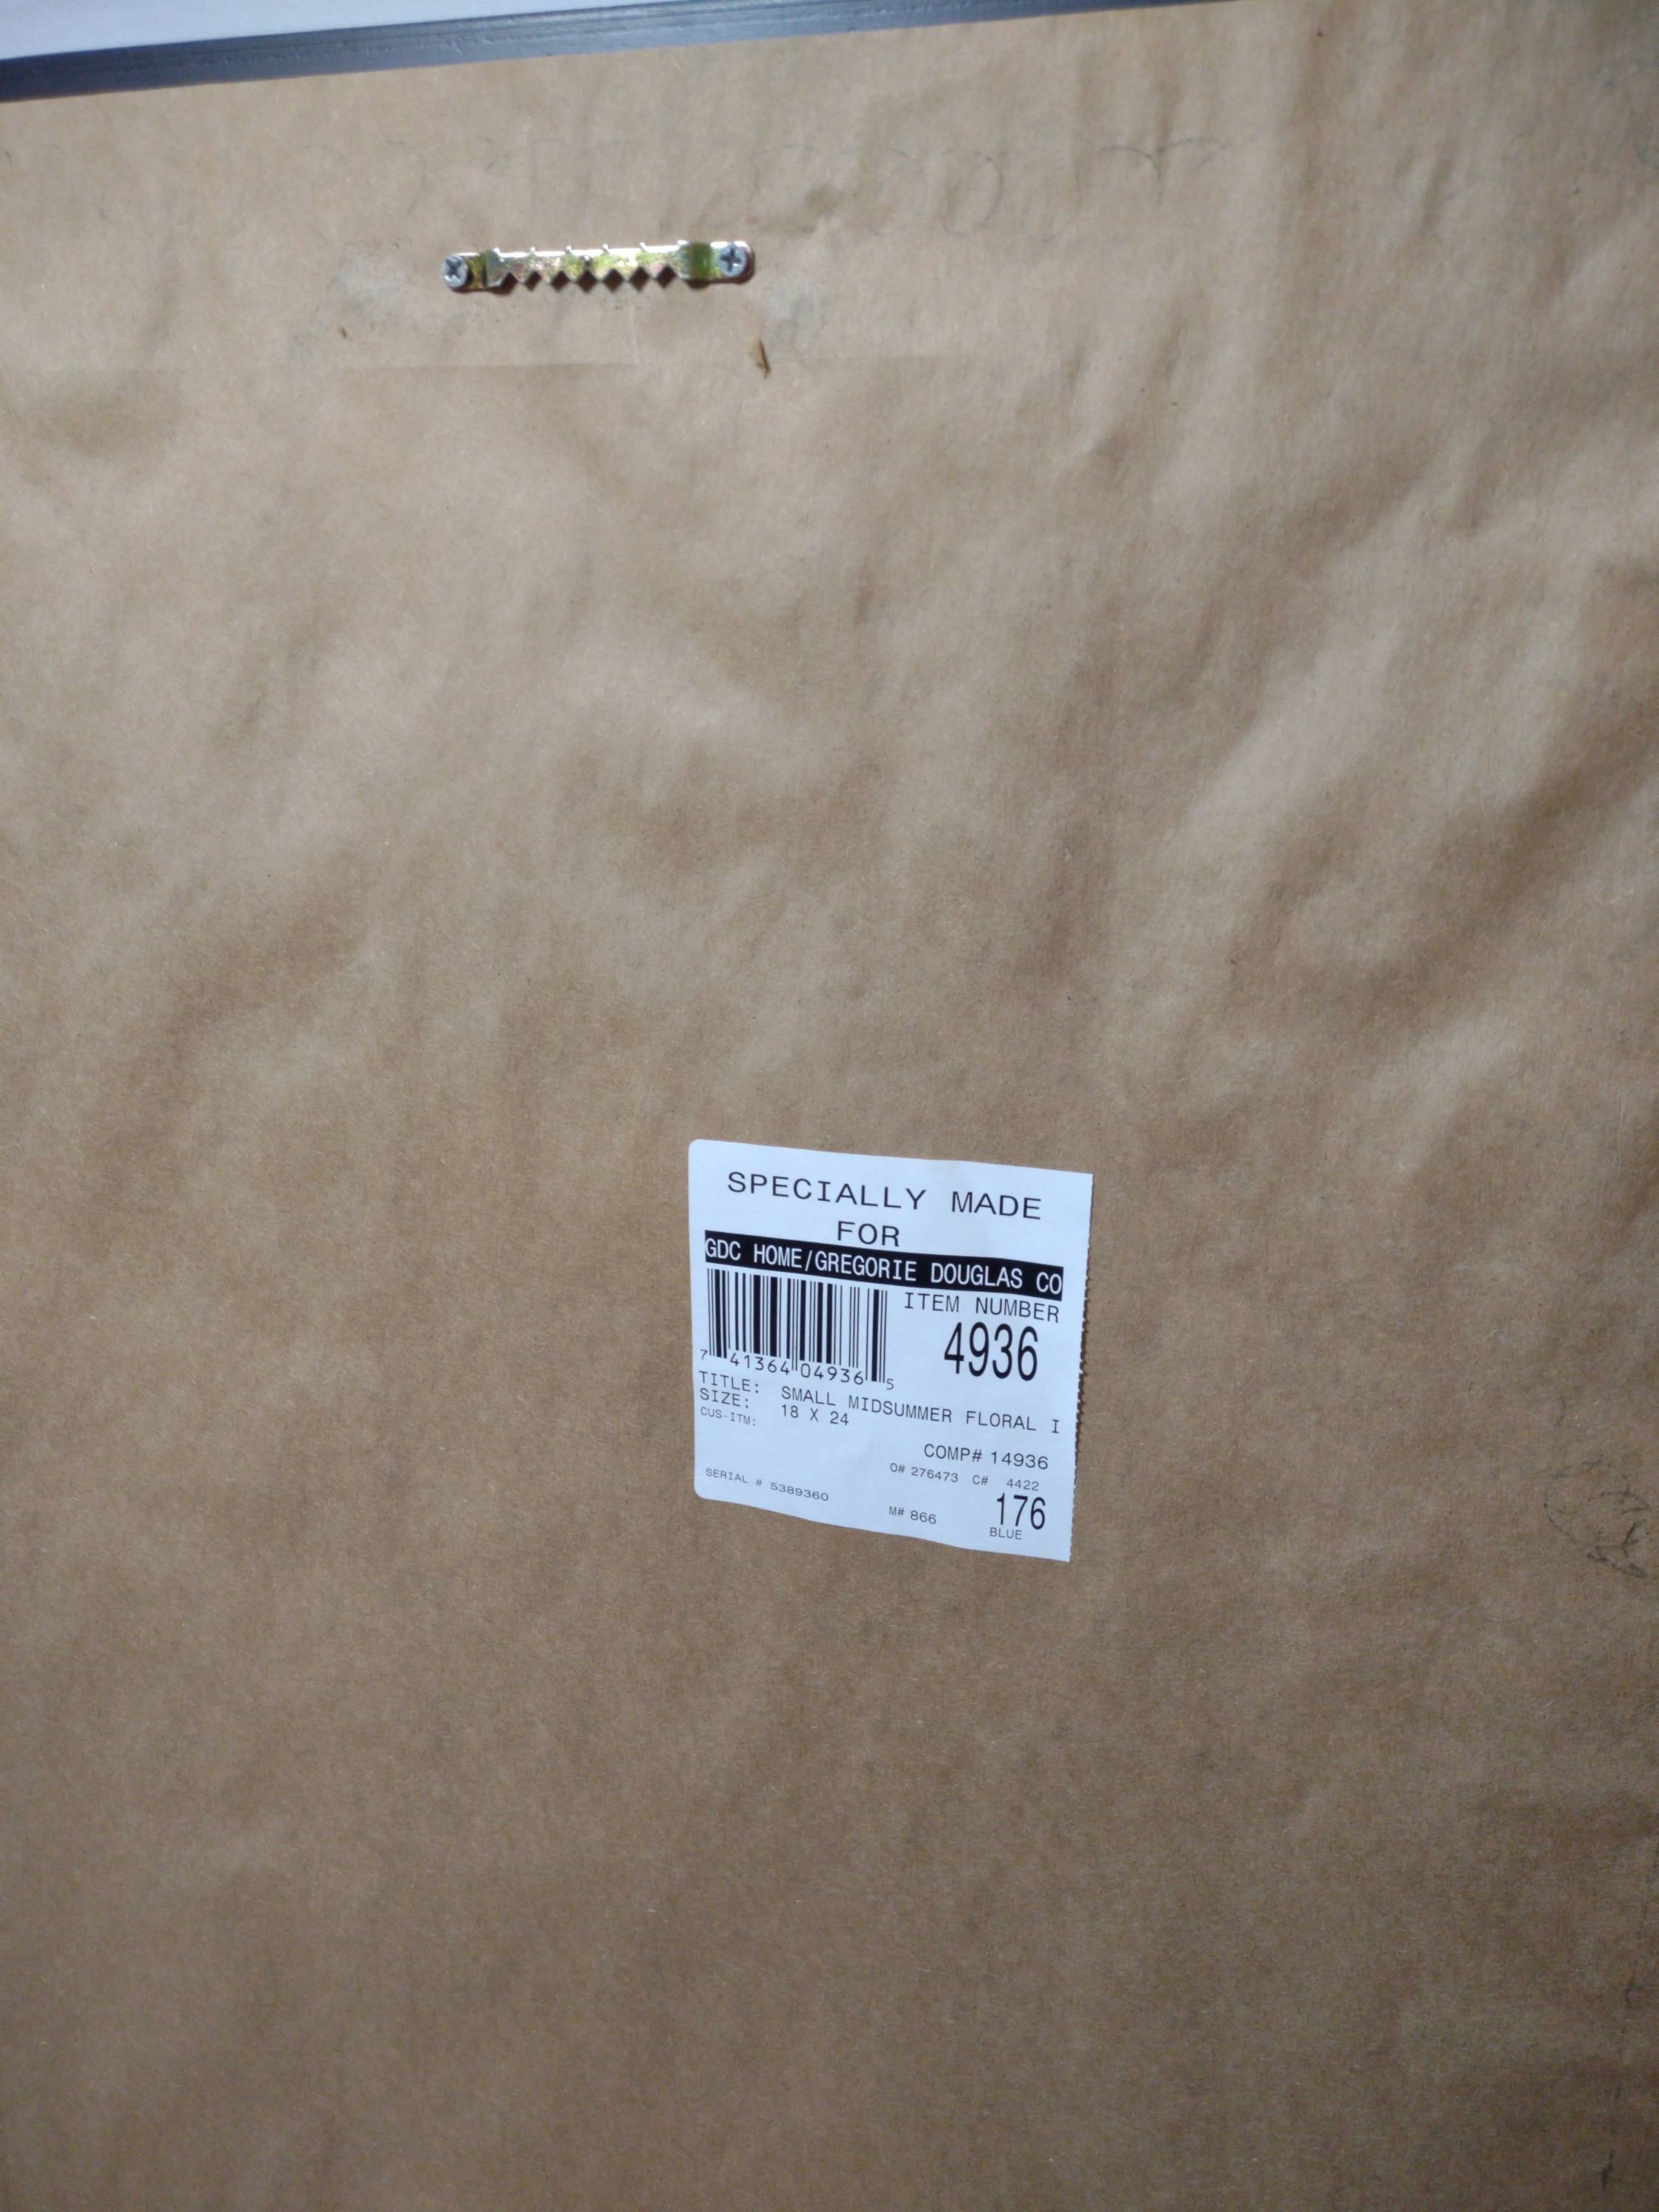 SPECIALLY MADE
FOR
GDC HOME/GREGORIE DOUGLAS CO
ITEM NUMBER
4936
7 41364 04936 5
TITLE: SMALL MIDSUMMER FLORAL I
SIZE: 18 X 24
CUS-ITM:
COMP# 14936
O# 276473 C# 4422
SERIAL # 5389360
M# 866
176
BLUE